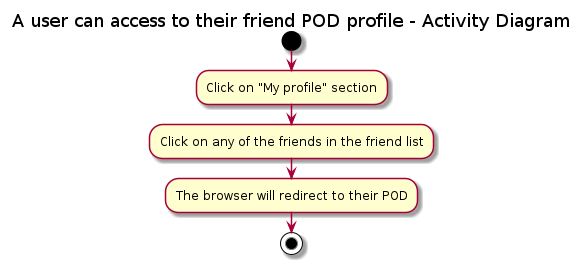 A user can access to their friend POD profile - Activity Diagram
Click on "My profile" section
Click on any of the friends in the friend list
The browser will redirect to their POD